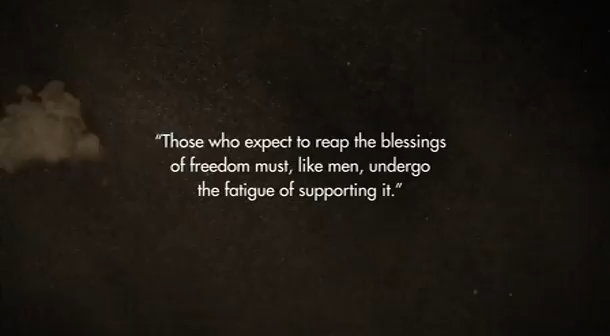 “Those who expect to reap the blessings
of freedom must, like men, undergo
the fatigue of supporting it.”